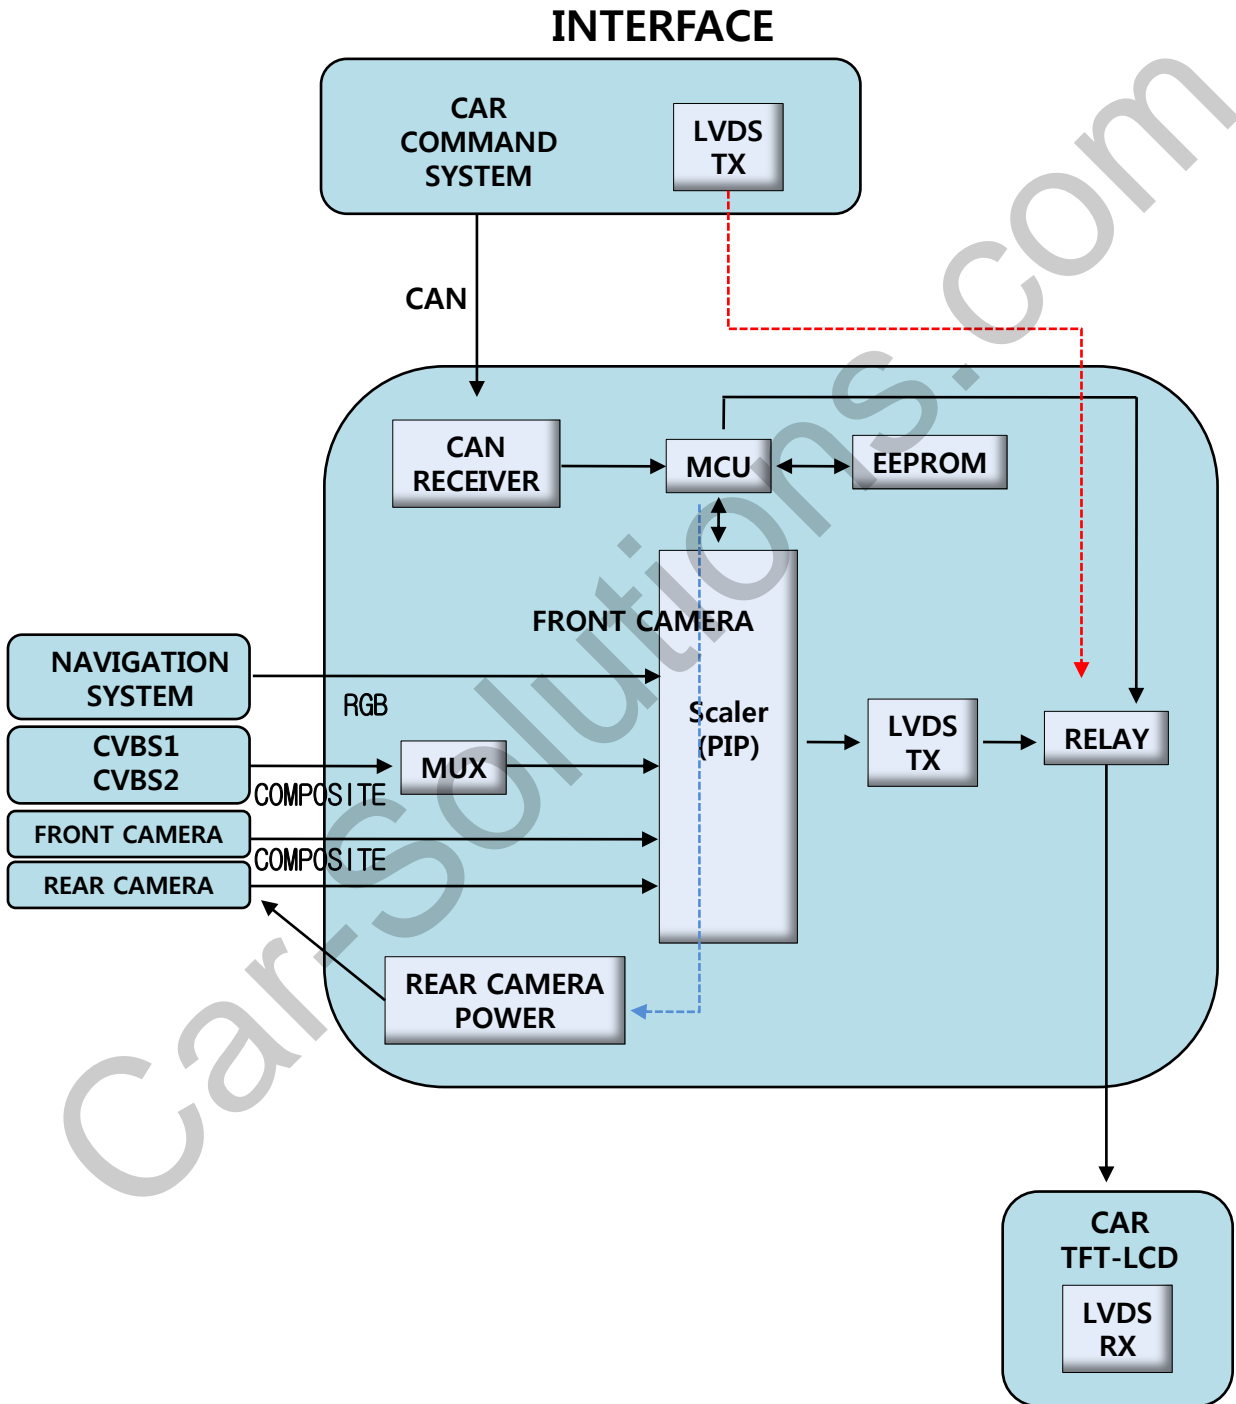 INTERFACE
CAR
COMMAND
SYSTEM
LVDS
TX
CAN
CAN
RECEIVER
MCU
EEPROM
FRONT CAMERA
NAVIGATION
SYSTEM
RGB
Scaler
(PIP)
LVDS
TX
RELAY
CVBS1
CVBS2
MUX
COMPOSITE
FRONT CAMERA
COMPOSITE
REAR CAMERA
REAR CAMERA
POWER
CAR
TFT-LCD
LVDS
RX
Car-Solutions.com